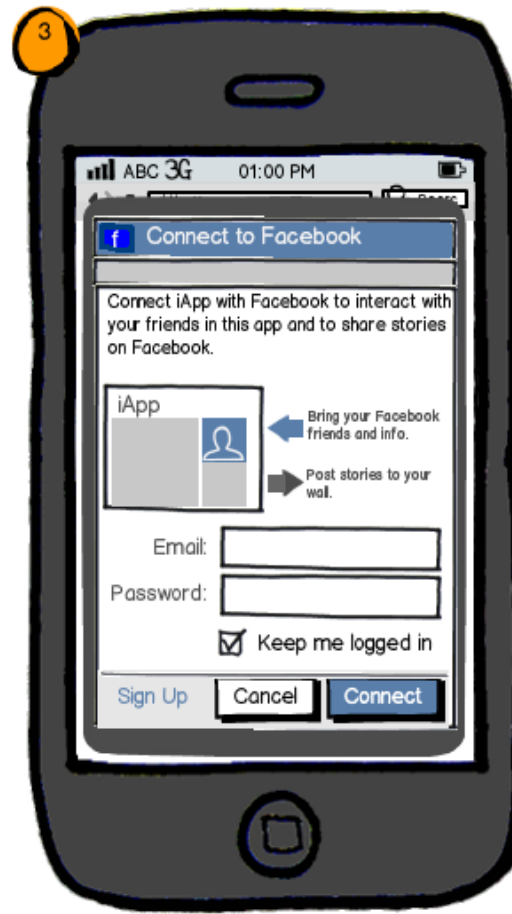 3
ABC 3G 01:00 PM
f Connect to Facebook
Connect iApp with Facebook to interact with
your friends in this app and to share stories
on Facebook.
iApp
Bring your Facebook
friends and info.
Post stories to your
wall.
Email:
Password:
Keep me logged in
Sign Up Cancel Connect